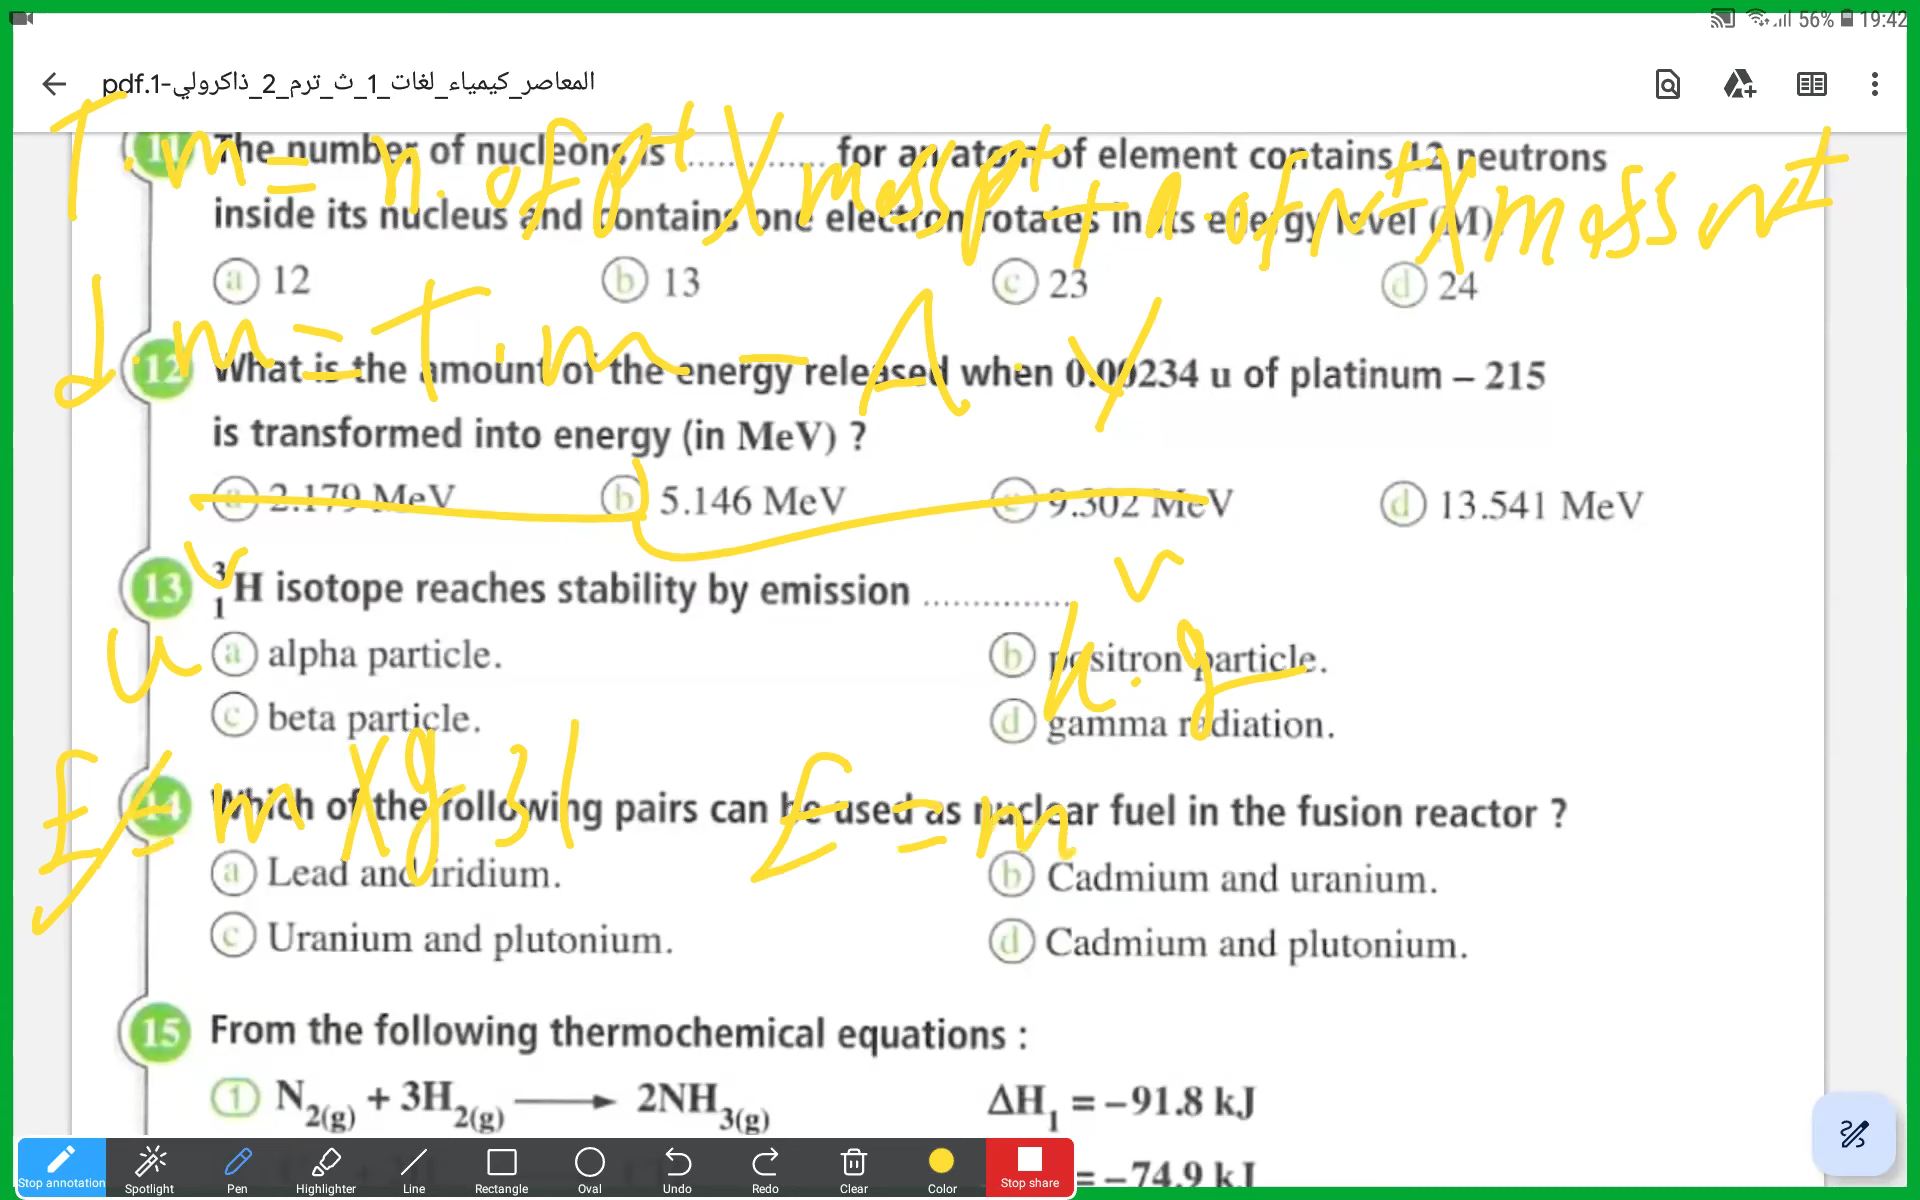 56% 19:42
المعاصر_كيمياء_لغات_1_ث_ترم_2_ذاكرولي-1.pdf
T.m = n. of p⁺ X mass p⁺ + n. of n± X mass n±
11 The number of nucleons is .............. for an atom of element contains 12 neutrons
inside its nucleus and contains one electron rotates in its energy level (M).
a 12 b 13 c 23 d 24
d.m = T.m - A.y
12 What is the amount of the energy released when 0.00234 u of platinum – 215
is transformed into energy (in MeV) ?
a 2.179 MeV b 5.146 MeV c 9.302 MeV d 13.541 MeV
13 ³₁H isotope reaches stability by emission ...............
u k.g
a alpha particle. b positron particle.
c beta particle. d gamma radiation.
E = m X 931 E = m
14 Which of the following pairs can be used as nuclear fuel in the fusion reactor ?
a Lead and iridium. b Cadmium and uranium.
c Uranium and plutonium. d Cadmium and plutonium.
15 From the following thermochemical equations :
1 N₂(g) + 3H₂(g) ⟶ 2NH₃(g) ΔH₁ = –91.8 kJ
= –74.9 kJ
Stop annotation Spotlight Pen Highlighter Line Rectangle Oval Undo Redo Clear Color Stop share